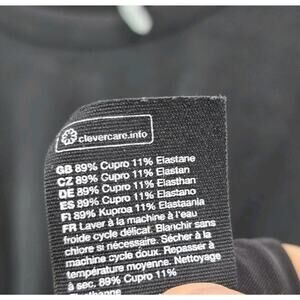 clevercare.info
GB 89% Cupro 11% Elastane
CZ 89% Cupro 11% Elastan
DE 89% Cupro 11% Elasthan
ES 89% Cupro 11% Elastano
FI 89% Kuproa 11% Elastaania
FR Laver à la machine à l'eau
froide cycle délicat. Blanchir sans
chlore si nécessaire. Sécher à la
machine cycle doux. Repasser à
température moyenne. Nettoyage
à sec. 89% Cupro 11%
Elasthanne